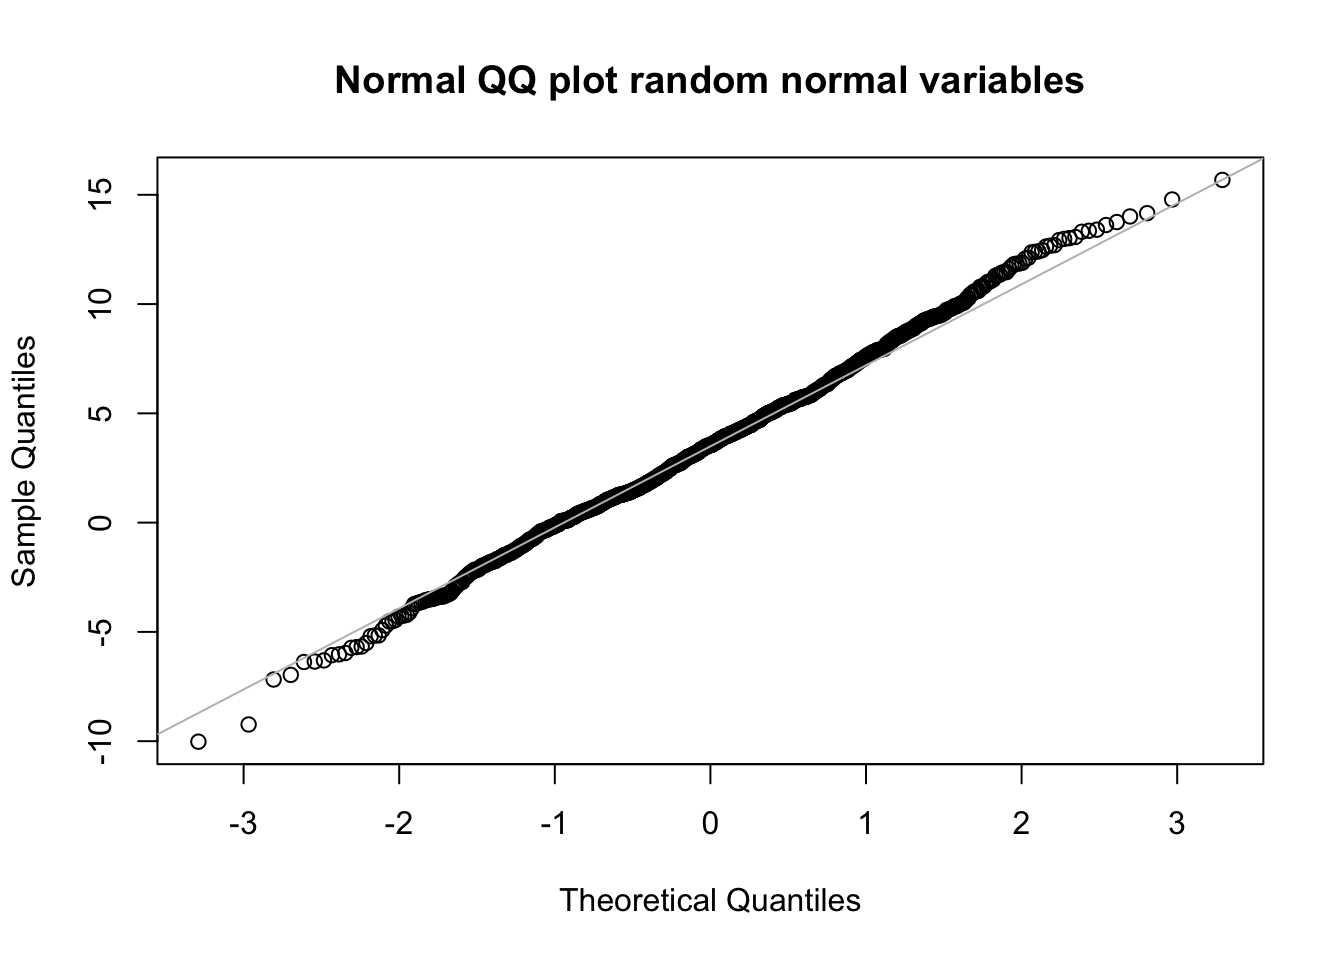 Normal QQ plot random normal variables
Sample Quantiles
15
10
5
0
-5
-10
-3 -2 -1 0 1 2 3
Theoretical Quantiles